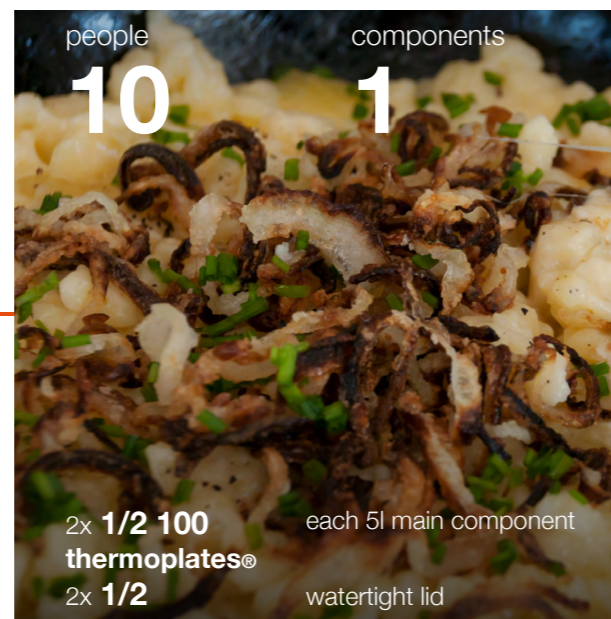 people components
10 1
2x 1/2 100 each 5l main component
thermoplates®
2x 1/2 watertight lid